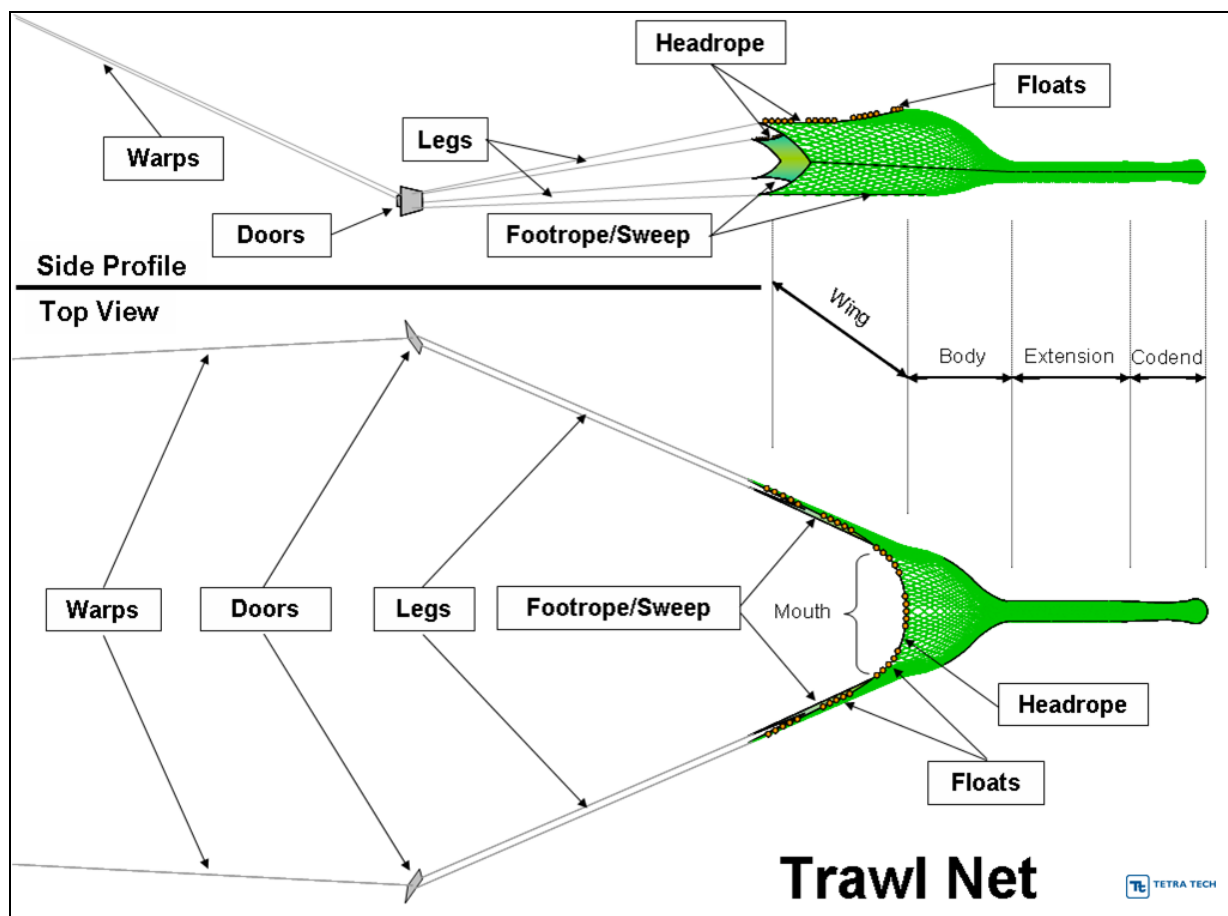 Headrope
Floats
Warps
Legs
Doors
Footrope/Sweep
Side Profile
Top View
Wing
Body
Extension
Codend
Warps
Doors
Legs
Footrope/Sweep
Mouth
Headrope
Floats
Trawl Net
Tt TETRA TECH